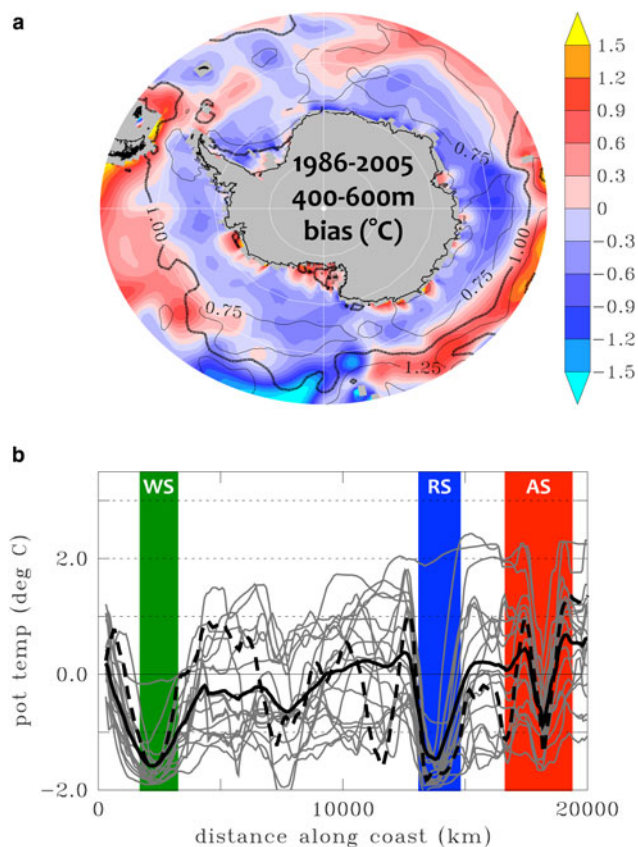 a
1986-2005
400-600m
bias (°C)
0.75
1.00
1.00
0.75
1.25
1.5
1.2
0.9
0.6
0.3
0
−0.3
−0.6
−0.9
−1.2
−1.5
b
WS RS AS
2.0
0.0
−2.0
pot temp (deg C)
0 10000 20000
distance along coast (km)